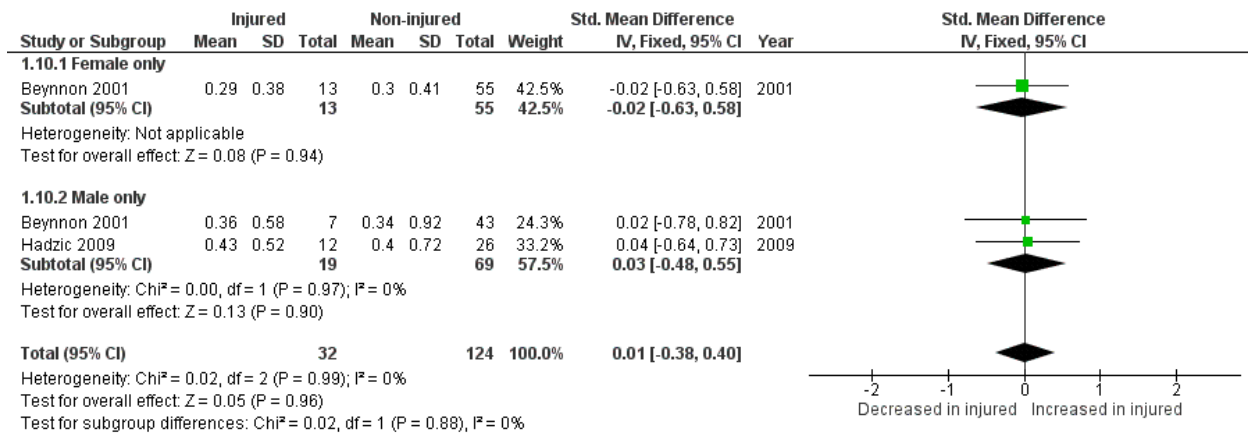 Injured Non-injured Std. Mean Difference Std. Mean Difference
Study or Subgroup Mean SD Total Mean SD Total Weight IV, Fixed, 95% CI Year IV, Fixed, 95% CI
1.10.1 Female only
Beynnon 2001 0.29 0.38 13 0.3 0.41 55 42.5% -0.02 [-0.63, 0.58] 2001
Subtotal (95% CI) 13 55 42.5% -0.02 [-0.63, 0.58]
Heterogeneity: Not applicable
Test for overall effect: Z = 0.08 (P = 0.94)
1.10.2 Male only
Beynnon 2001 0.36 0.58 7 0.34 0.92 43 24.3% 0.02 [-0.78, 0.82] 2001
Hadzic 2009 0.43 0.52 12 0.4 0.72 26 33.2% 0.04 [-0.64, 0.73] 2009
Subtotal (95% CI) 19 69 57.5% 0.03 [-0.48, 0.55]
Heterogeneity: Chi² = 0.00, df = 1 (P = 0.97); I² = 0%
Test for overall effect: Z = 0.13 (P = 0.90)
Total (95% CI) 32 124 100.0% 0.01 [-0.38, 0.40]
Heterogeneity: Chi² = 0.02, df = 2 (P = 0.99); I² = 0%
Test for overall effect: Z = 0.05 (P = 0.96)
Test for subgroup differences: Chi² = 0.02, df = 1 (P = 0.88), I² = 0%
-2 -1 0 1 2
Decreased in injured Increased in injured